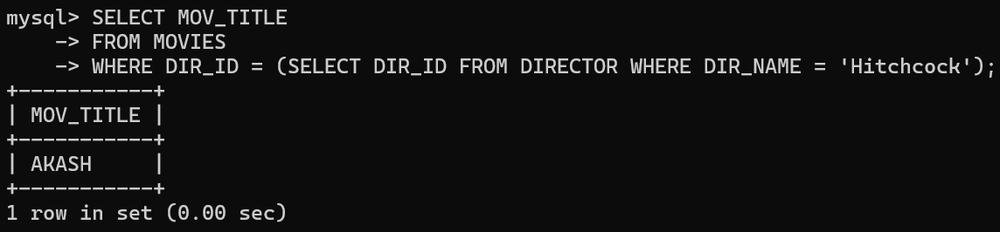 mysql> SELECT MOV_TITLE
    -> FROM MOVIES
    -> WHERE DIR_ID = (SELECT DIR_ID FROM DIRECTOR WHERE DIR_NAME = 'Hitchcock');
+-----------+
| MOV_TITLE |
+-----------+
| AKASH     |
+-----------+
1 row in set (0.00 sec)